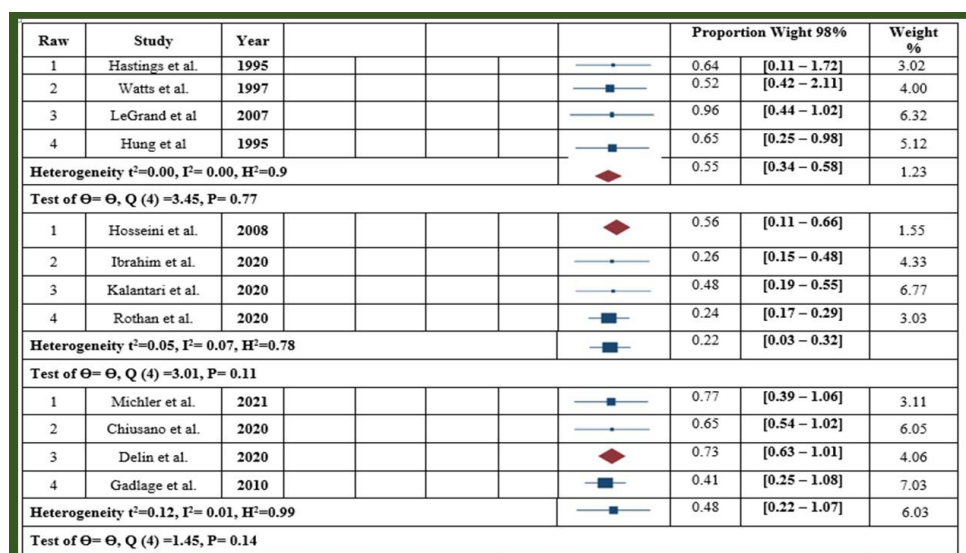 Raw Study Year Proportion Wight 98% Weight %
1 Hastings et al. 1995 0.64 [0.11 – 1.72] 3.02
2 Watts et al. 1997 0.52 [0.42 – 2.11] 4.00
3 LeGrand et al 2007 0.96 [0.44 – 1.02] 6.32
4 Hung et al 1995 0.65 [0.25 – 0.98] 5.12
Heterogeneity t²=0.00, I²= 0.00, H²=0.9 0.55 [0.34 – 0.58] 1.23
Test of Ɵ= Ɵ, Q (4) =3.45, P= 0.77
1 Hosseini et al. 2008 0.56 [0.11 – 0.66] 1.55
2 Ibrahim et al. 2020 0.26 [0.15 – 0.48] 4.33
3 Kalantari et al. 2020 0.48 [0.19 – 0.55] 6.77
4 Rothan et al. 2020 0.24 [0.17 – 0.29] 3.03
Heterogeneity t²=0.05, I²= 0.07, H²=0.78 0.22 [0.03 – 0.32]
Test of Ɵ= Ɵ, Q (4) =3.01, P= 0.11
1 Michler et al. 2021 0.77 [0.39 – 1.06] 3.11
2 Chiusano et al. 2020 0.65 [0.54 – 1.02] 6.05
3 Delin et al. 2020 0.73 [0.63 – 1.01] 4.06
4 Gadlage et al. 2010 0.41 [0.25 – 1.08] 7.03
Heterogeneity t²=0.12, I²= 0.01, H²=0.99 0.48 [0.22 – 1.07] 6.03
Test of Ɵ= Ɵ, Q (4) =1.45, P= 0.14